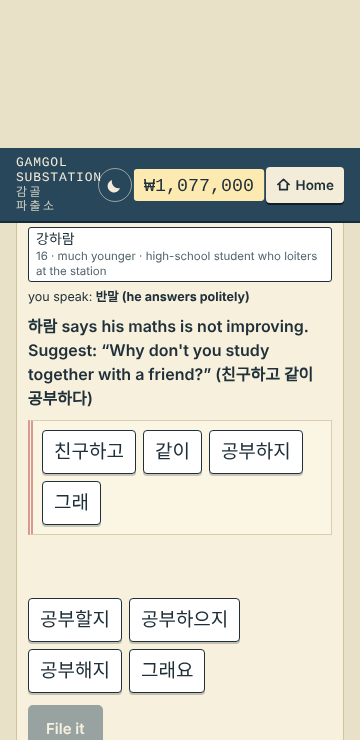 GAMGOL
SUBSTATION
감골
파출소
₩1,077,000
Home
강하람
16 · much younger · high-school student who loiters
at the station
you speak: 반말 (he answers politely)
하람 says his maths is not improving.
Suggest: “Why don't you study
together with a friend?” (친구하고 같이
공부하다)
친구하고 같이 공부하지
그래
공부할지 공부하으지
공부해지 그래요
File it